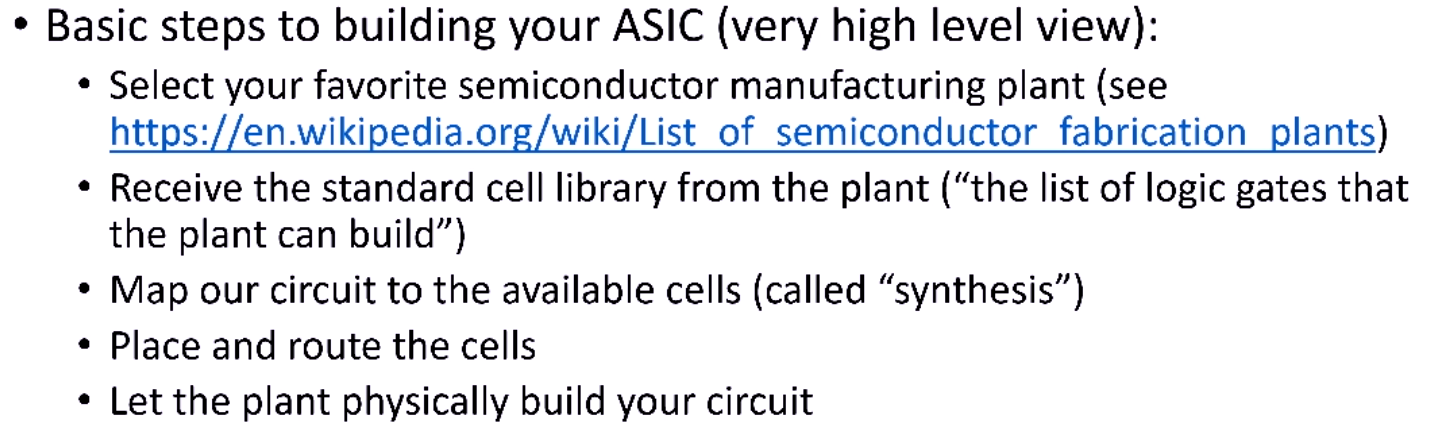 • Basic steps to building your ASIC (very high level view):
• Select your favorite semiconductor manufacturing plant (see
https://en.wikipedia.org/wiki/List_of_semiconductor_fabrication_plants)
• Receive the standard cell library from the plant (“the list of logic gates that
the plant can build”)
• Map our circuit to the available cells (called “synthesis”)
• Place and route the cells
• Let the plant physically build your circuit